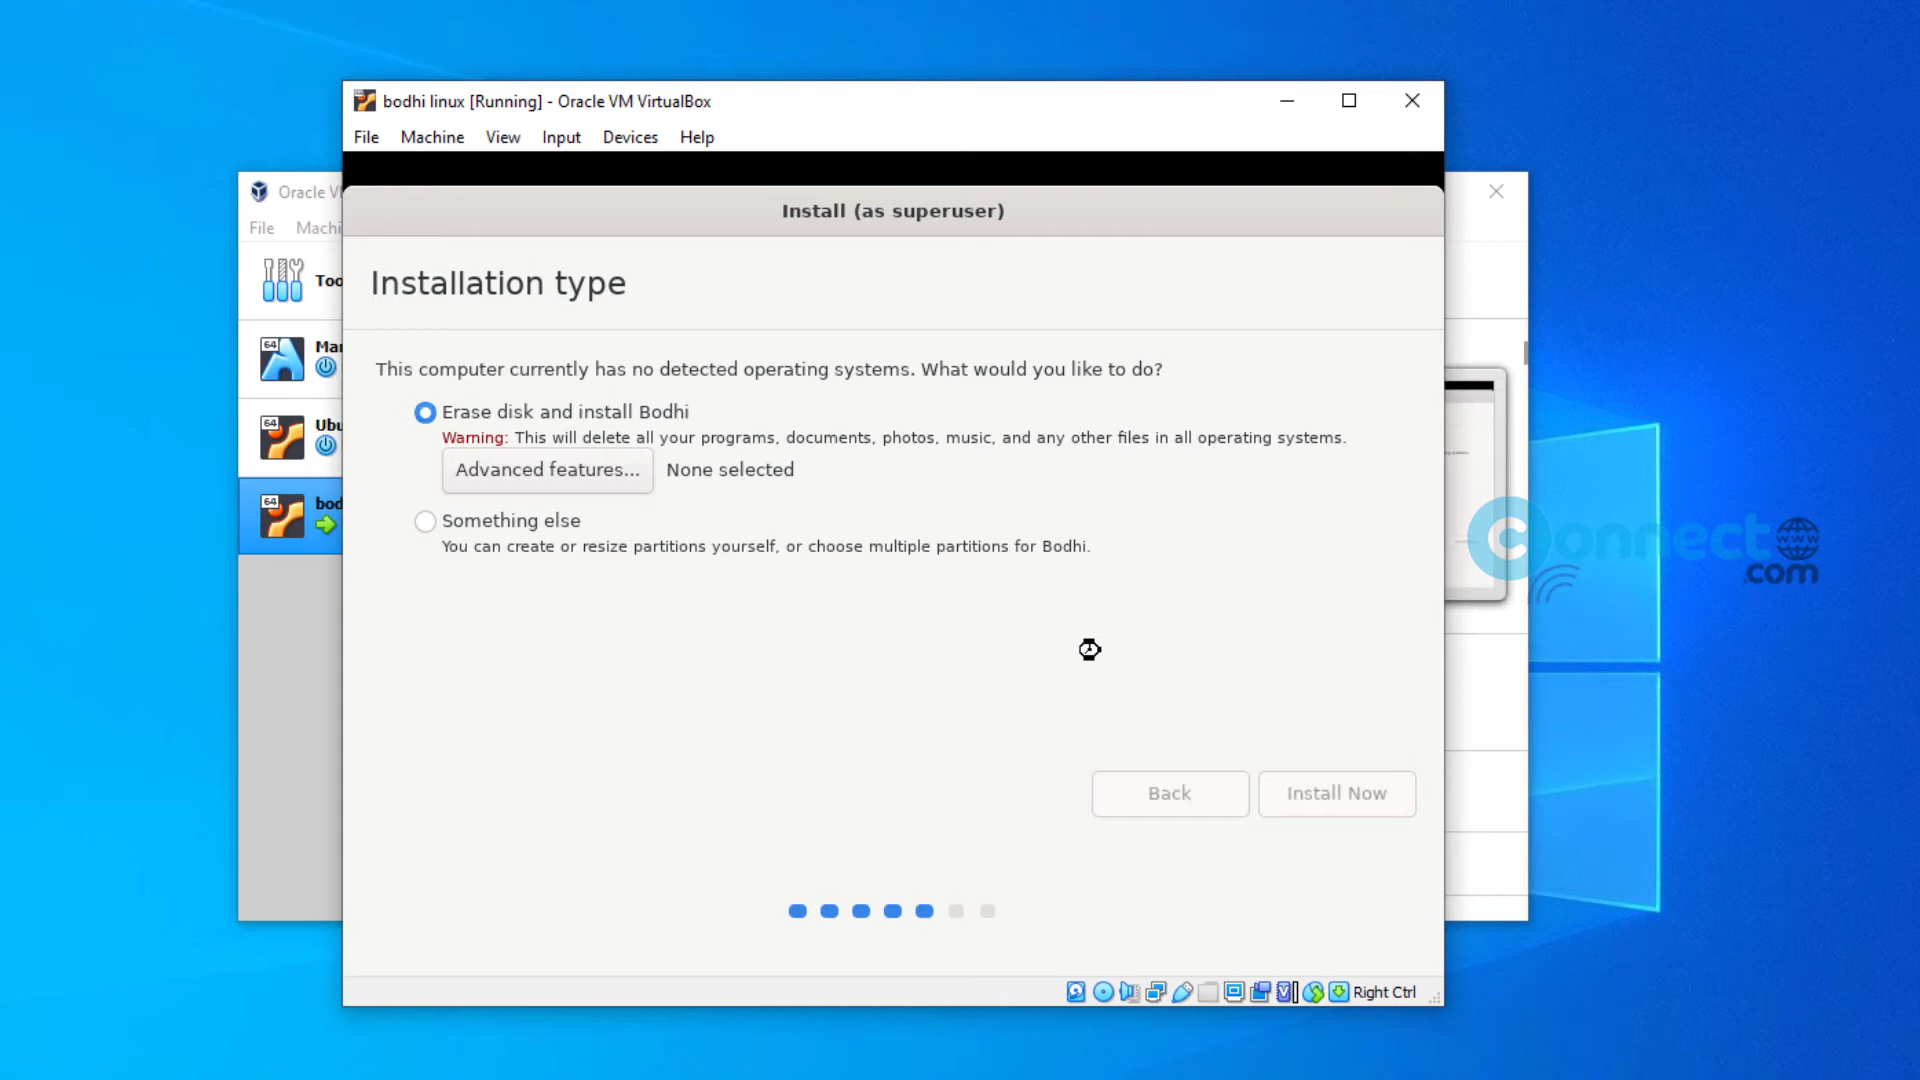 bodhi linux [Running] - Oracle VM VirtualBox
File Machine View Input Devices Help
Oracle V
File Machi
Install (as superuser)
Installation type
64
64
64
This computer currently has no detected operating systems. What would you like to do?
Erase disk and install Bodhi
Warning: This will delete all your programs, documents, photos, music, and any other files in all operating systems.
Advanced features... None selected
Something else
You can create or resize partitions yourself, or choose multiple partitions for Bodhi.
Connect
www
.com
Back Install Now
Right Ctrl